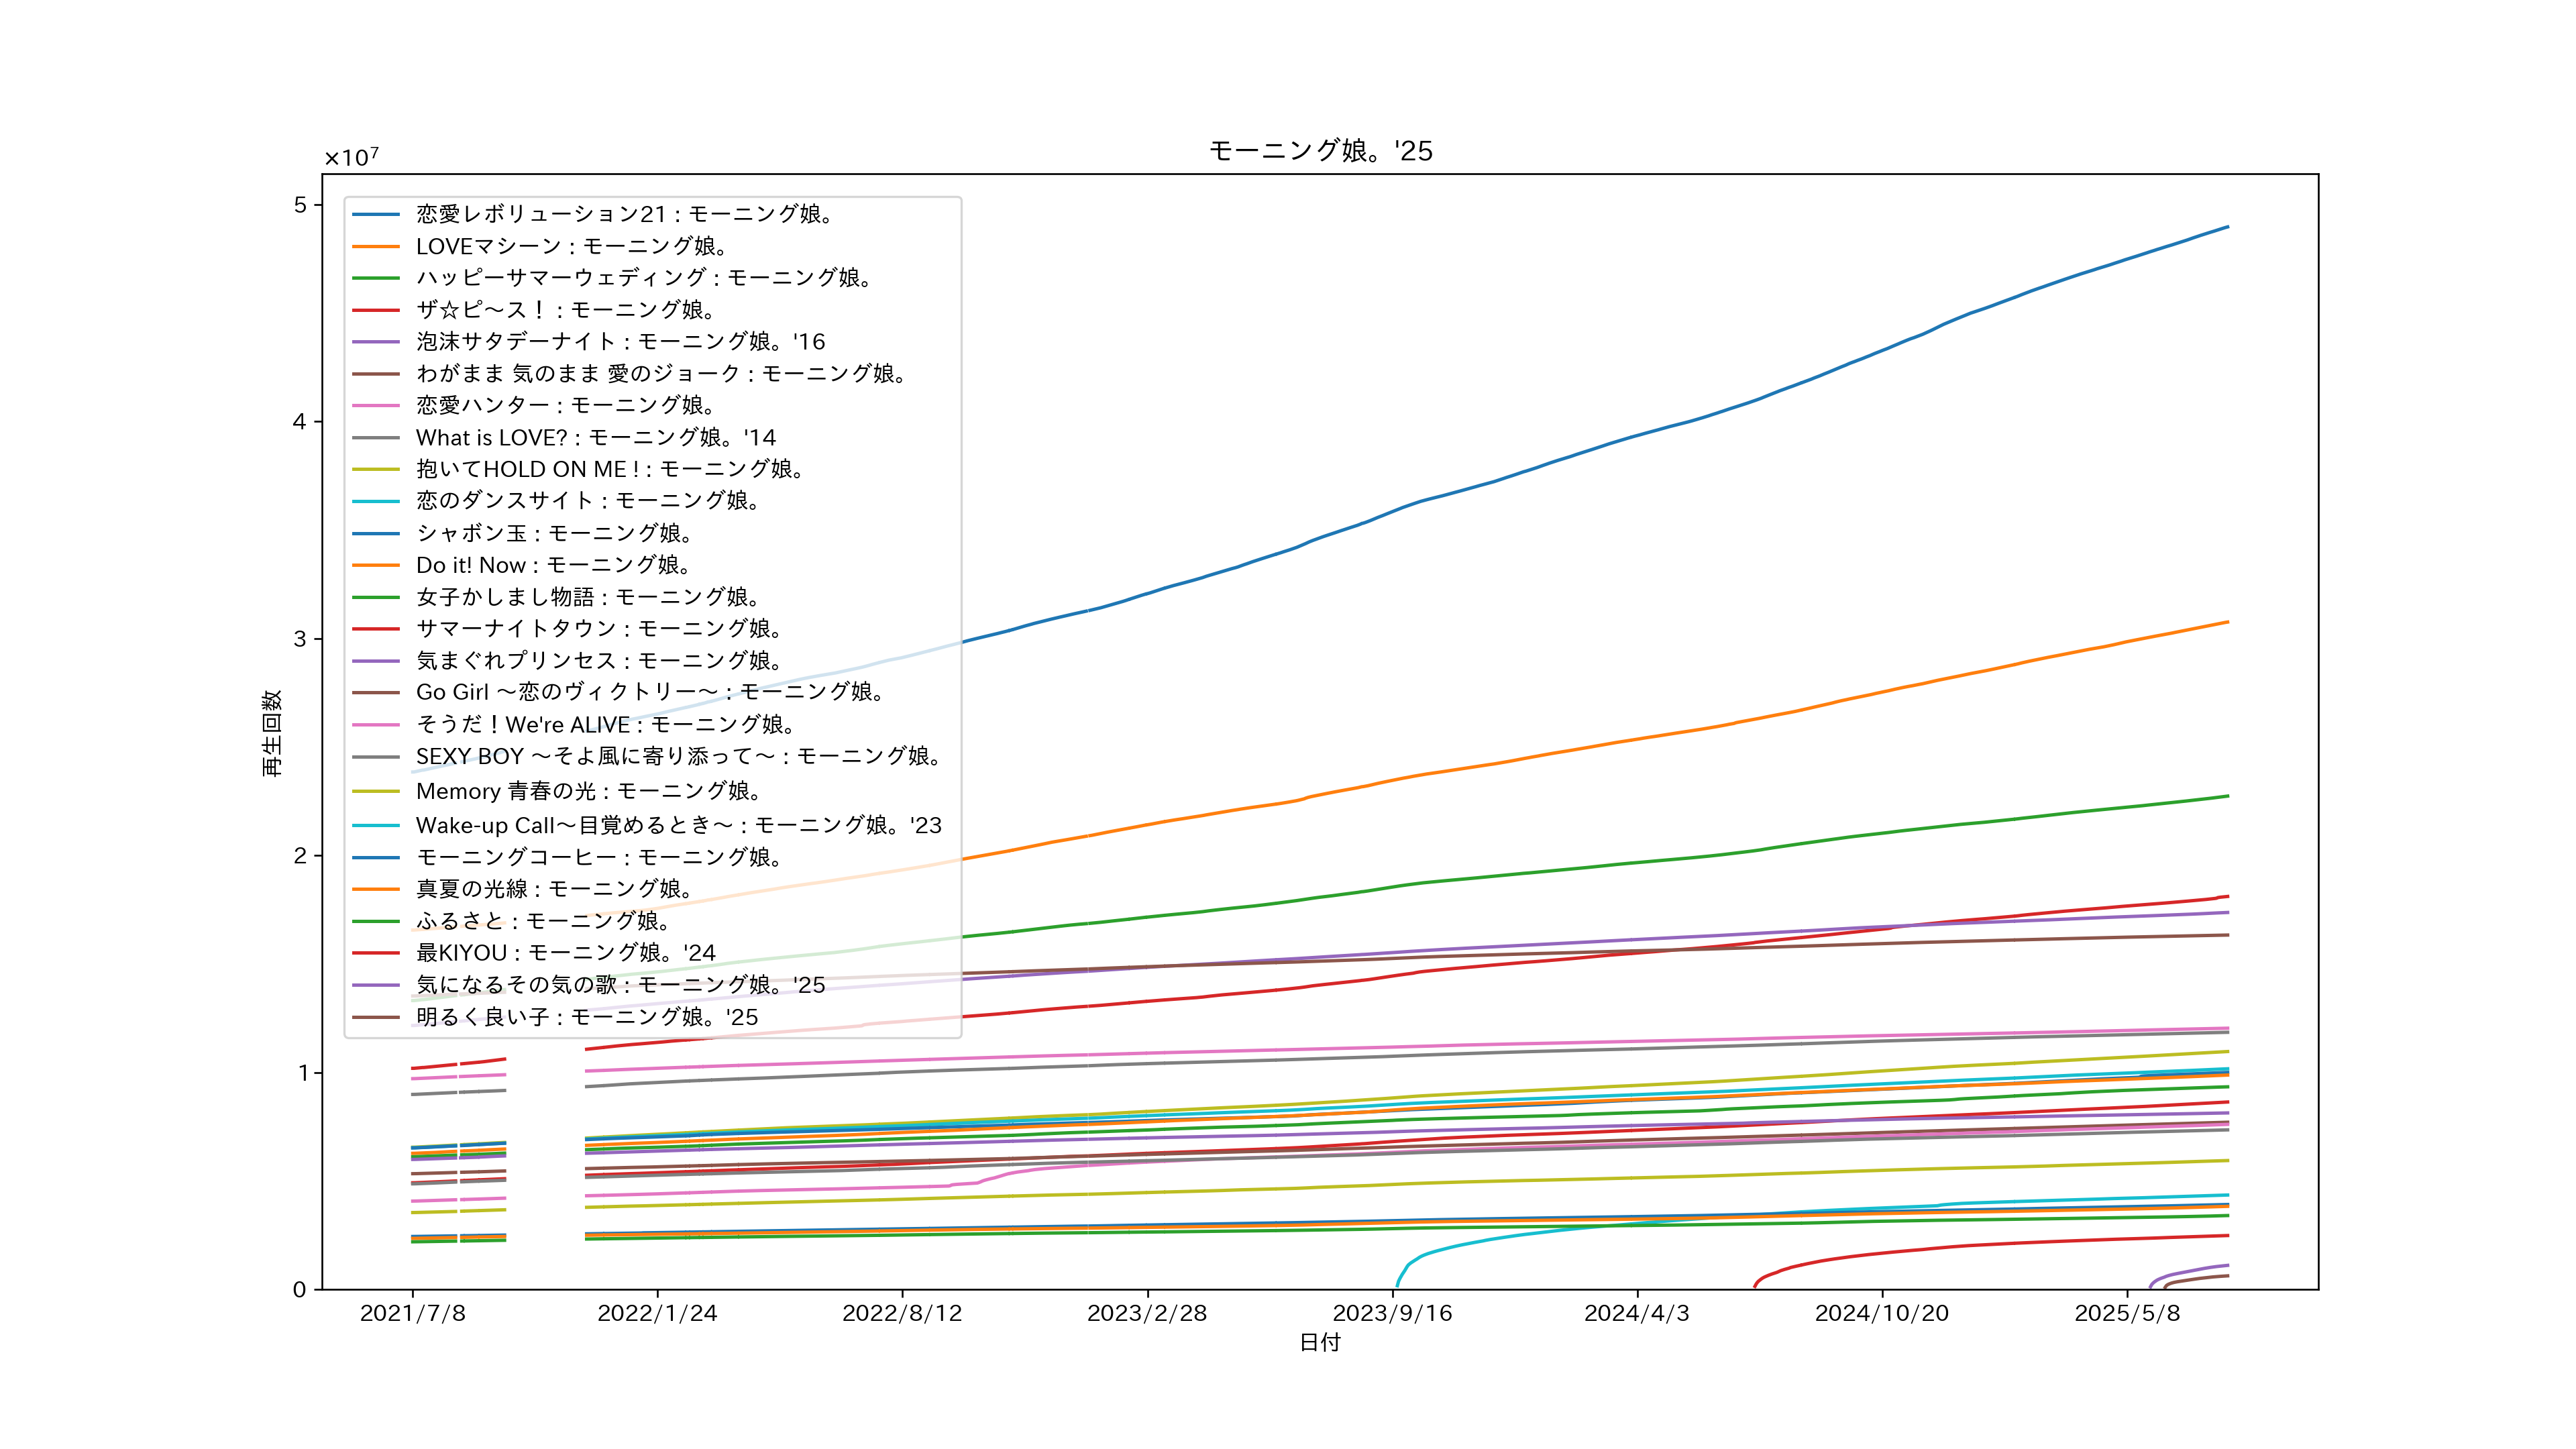 モーニング娘。'25
×10⁷
5
4
3
2
1
0
再生回数
恋愛レボリューション21 : モーニング娘。
LOVEマシーン : モーニング娘。
ハッピーサマーウェディング : モーニング娘。
ザ☆ピ〜ス！ : モーニング娘。
泡沫サタデーナイト : モーニング娘。'16
わがまま 気のまま 愛のジョーク : モーニング娘。
恋愛ハンター : モーニング娘。
What is LOVE? : モーニング娘。'14
抱いてHOLD ON ME ! : モーニング娘。
恋のダンスサイト : モーニング娘。
シャボン玉 : モーニング娘。
Do it! Now : モーニング娘。
女子かしまし物語 : モーニング娘。
サマーナイトタウン : モーニング娘。
気まぐれプリンセス : モーニング娘。
Go Girl 〜恋のヴィクトリー〜 : モーニング娘。
そうだ！We're ALIVE : モーニング娘。
SEXY BOY 〜そよ風に寄り添って〜 : モーニング娘。
Memory 青春の光 : モーニング娘。
Wake-up Call〜目覚めるとき〜 : モーニング娘。'23
モーニングコーヒー : モーニング娘。
真夏の光線 : モーニング娘。
ふるさと : モーニング娘。
最KIYOU : モーニング娘。'24
気になるその気の歌 : モーニング娘。'25
明るく良い子 : モーニング娘。'25
2021/7/8 2022/1/24 2022/8/12 2023/2/28 2023/9/16 2024/4/3 2024/10/20 2025/5/8
日付